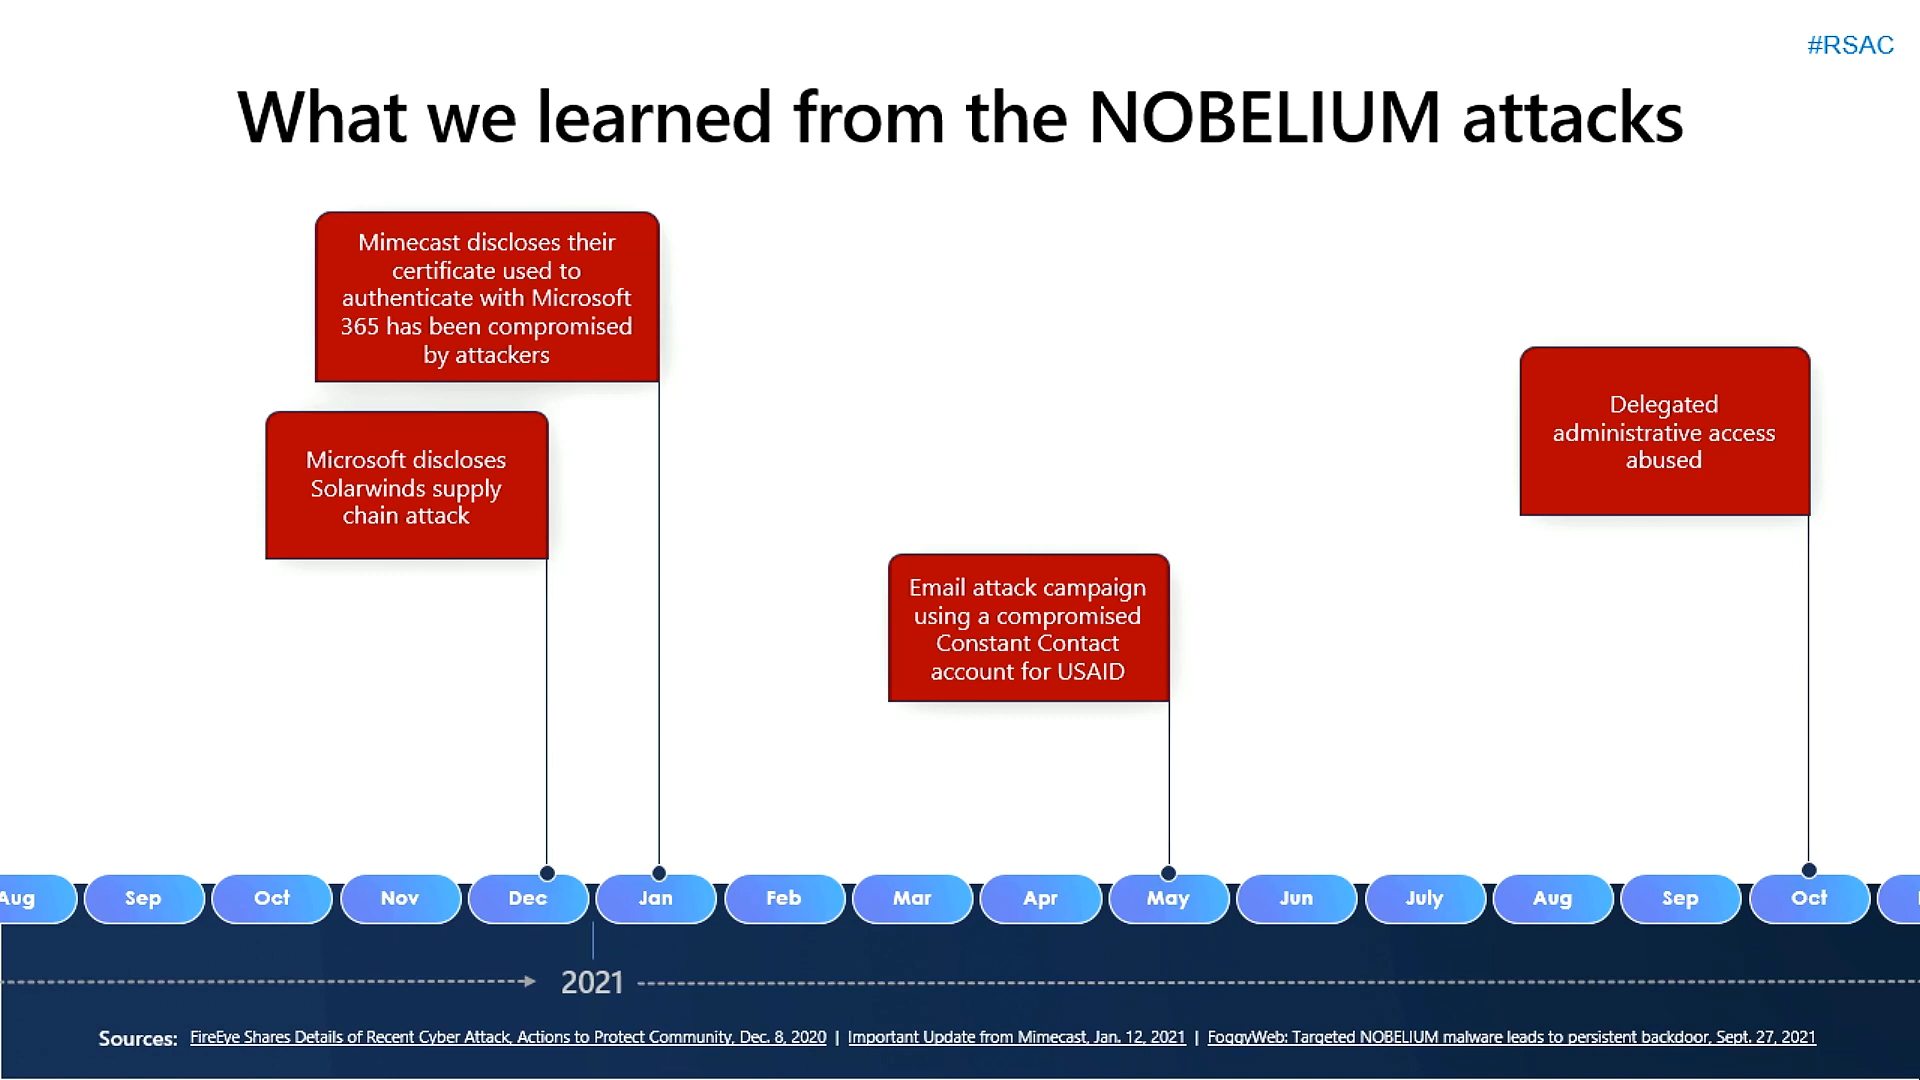 #RSAC
What we learned from the NOBELIUM attacks
Mimecast discloses their
certificate used to
authenticate with Microsoft
365 has been compromised
by attackers
Microsoft discloses
Solarwinds supply
chain attack
Delegated
administrative access
abused
Email attack campaign
using a compromised
Constant Contact
account for USAID
Aug Sep Oct Nov Dec Jan Feb Mar Apr May Jun July Aug Sep Oct
2021
Sources: FireEye Shares Details of Recent Cyber Attack, Actions to Protect Community, Dec. 8, 2020 | Important Update from Mimecast, Jan. 12, 2021 | FoggyWeb: Targeted NOBELIUM malware leads to persistent backdoor, Sept. 27, 2021